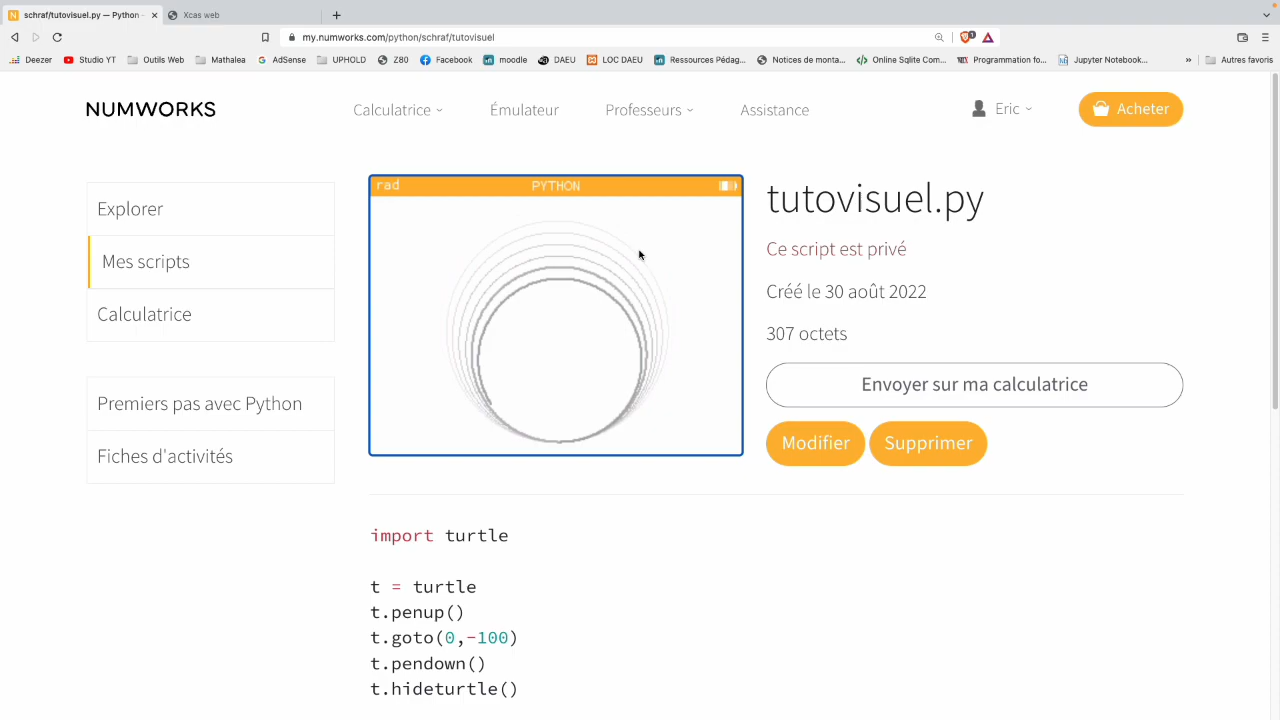 schraf/tutovisuel.py — Python -
Xcas web
my.numworks.com/python/schraf/tutovisuel
Deezer
Studio YT
Outils Web
Mathalea
AdSense
UPHOLD
Z80
Facebook
moodle
DAEU
LOC DAEU
Ressources Pédag...
Notices de monta...
Online Sqlite Com...
Programmation fo...
Jupyter Notebook...
» Autres favoris
NUMWORKS
Calculatrice
Émulateur
Professeurs
Assistance
Eric
Acheter
Explorer
Mes scripts
Calculatrice
Premiers pas avec Python
Fiches d'activités
rad PYTHON
tutovisuel.py
Ce script est privé
Créé le 30 août 2022
307 octets
Envoyer sur ma calculatrice
Modifier
Supprimer
import turtle
t = turtle
t.penup()
t.goto(0,-100)
t.pendown()
t.hideturtle()